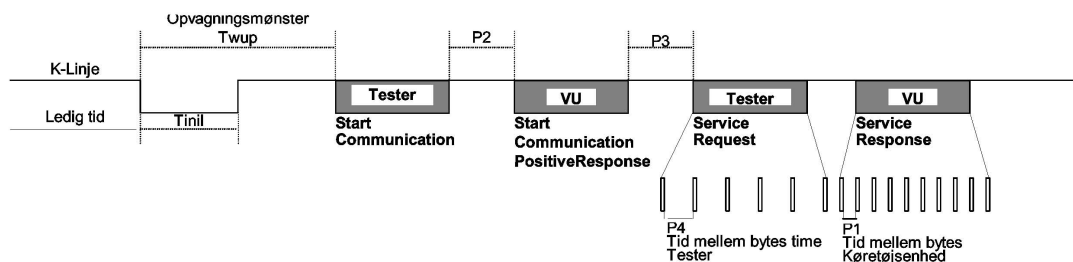 Opvagningsmønster
Twup
P2
P3
K-Linje
Tester
VU
Tester
VU
Ledig tid
Tinil
Start
Communication
Start
Communication
PositiveResponse
Service
Request
Service
Response
P4
Tid mellem bytes time
Tester
P1
Tid mellem bytes
Køretøjsenhed